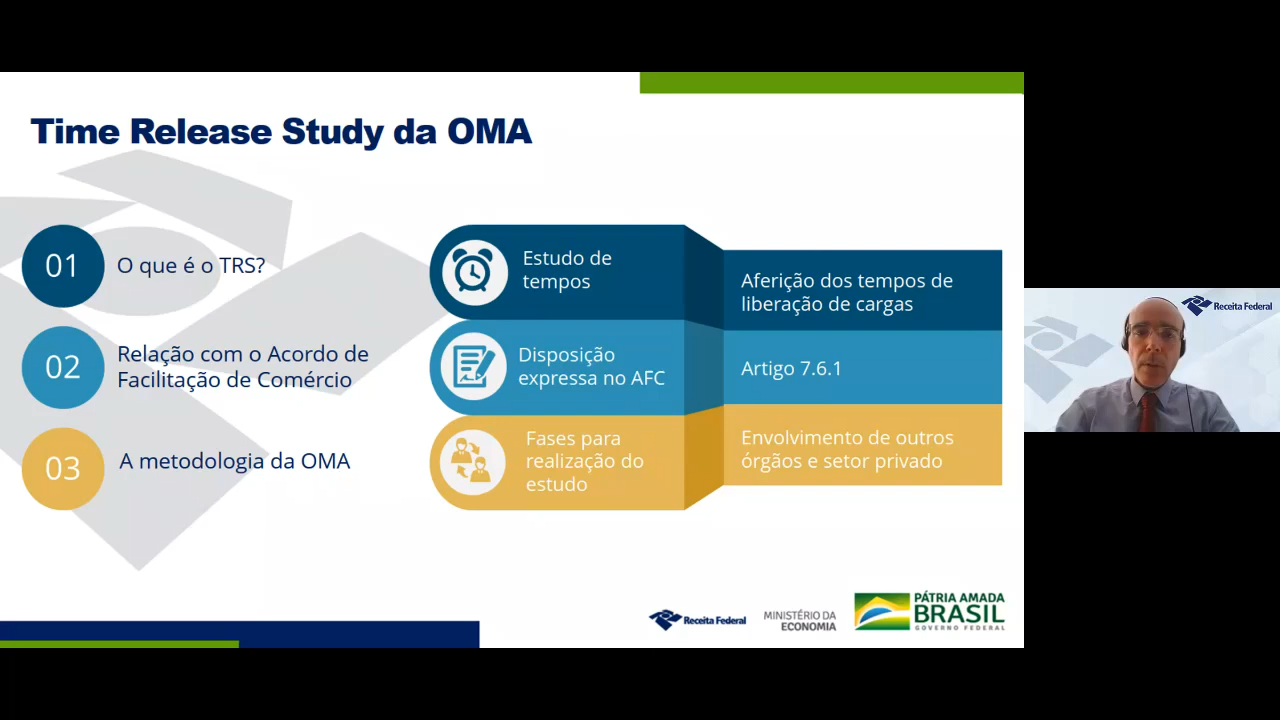 Time Release Study da OMA
01
O que é o TRS?
Estudo de
tempos
Aferição dos tempos de
liberação de cargas
02
Relação com o Acordo de
Facilitação de Comércio
Disposição
expressa no AFC
Artigo 7.6.1
03
A metodologia da OMA
Fases para
realização do
estudo
Envolvimento de outros
órgãos e setor privado
Receita Federal
Receita Federal
MINISTÉRIO DA
ECONOMIA
PÁTRIA AMADA
BRASIL
GOVERNO FEDERAL